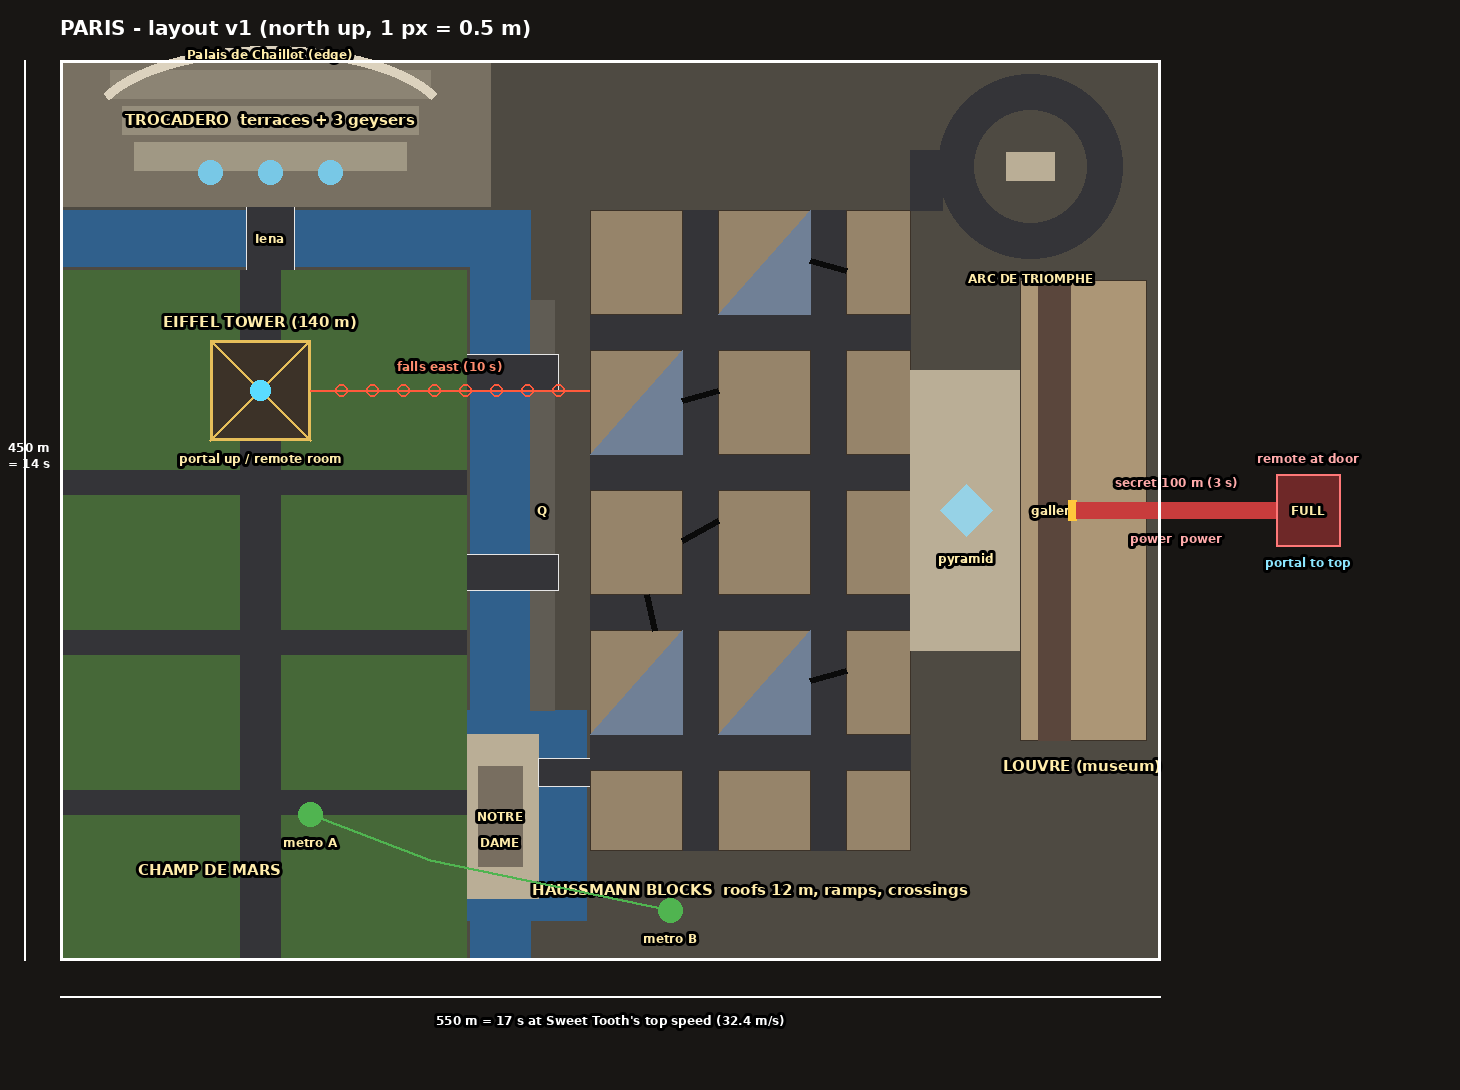 PARIS - layout v1 (north up, 1 px = 0.5 m)
Palais de Chaillot (edge)
TROCADERO terraces + 3 geysers
Iena
ARC DE TRIOMPHE
EIFFEL TOWER (140 m)
falls east (10 s)
450 m
= 14 s
portal up / remote room
remote at door
secret 100 m (3 s)
Q
galler
FULL
power power
pyramid
portal to top
LOUVRE (museum)
NOTRE
DAME
metro A
CHAMP DE MARS
HAUSSMANN BLOCKS roofs 12 m, ramps, crossings
metro B
550 m = 17 s at Sweet Tooth's top speed (32.4 m/s)